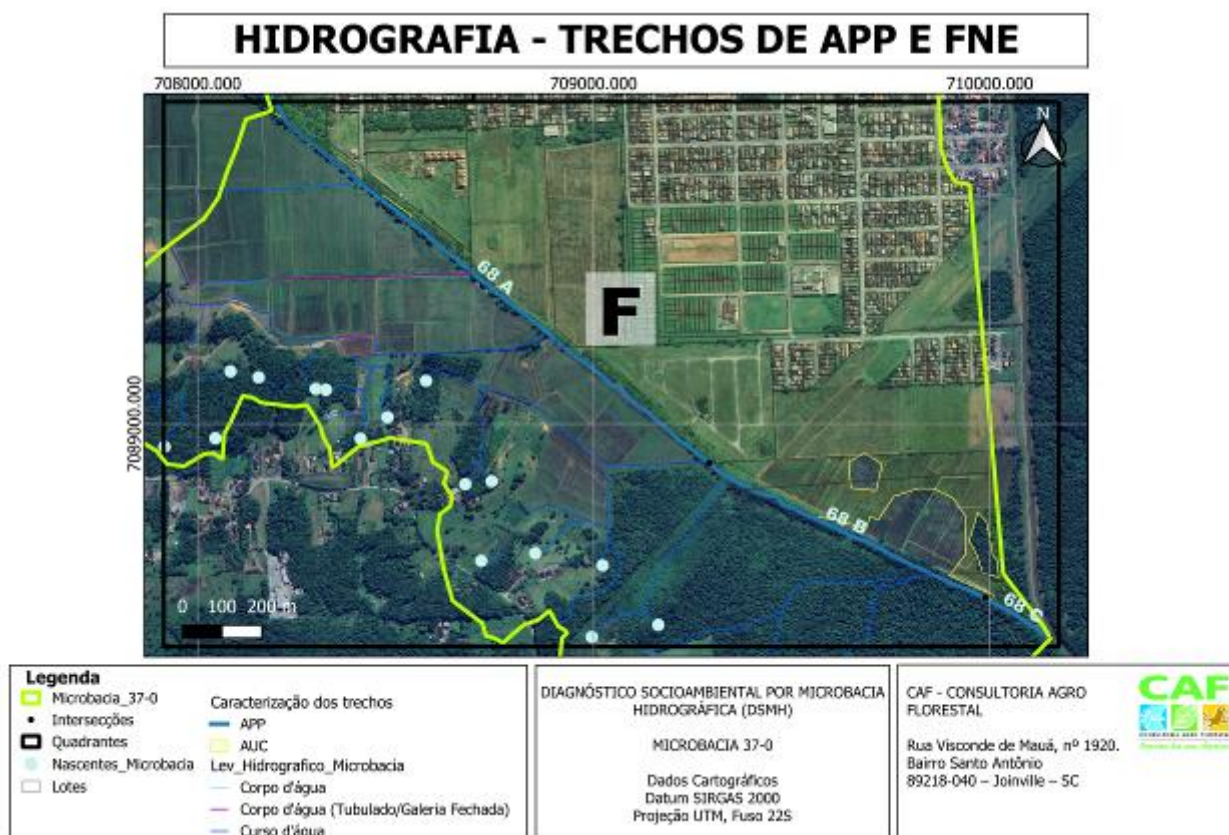 HIDROGRAFIA - TRECHOS DE APP E FNE
708000.000
709000.000
710000.000
N
68 A
F
7089000.000
68 B
68 C
0 100 200 m
Legenda
Microbacia_37-0
Intersecções
Quadrantes
Nascentes_Microbacia
Lotes
Caracterização dos trechos
APP
AUC
Lev_Hidrografico_Microbacia
Corpo d'água
Corpo d'água (Tubulado/Galeria Fechada)
Curso d'água
DIAGNÓSTICO SOCIOAMBIENTAL POR MICROBACIA
HIDROGRÁFICA (DSMH)
MICROBACIA 37-0
Dados Cartográficos
Datum SIRGAS 2000
Projeção UTM, Fuso 22S
CAF - CONSULTORIA AGRO
FLORESTAL
Rua Visconde de Mauá, nº 1920.
Bairro Santo Antônio
89218-040 – Joinville – SC
CAF